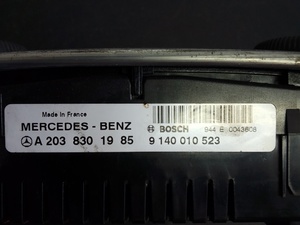 Made In France
MERCEDES - BENZ BOSCH 944 B 0043808
A 203 830 19 85 9 140 010 523